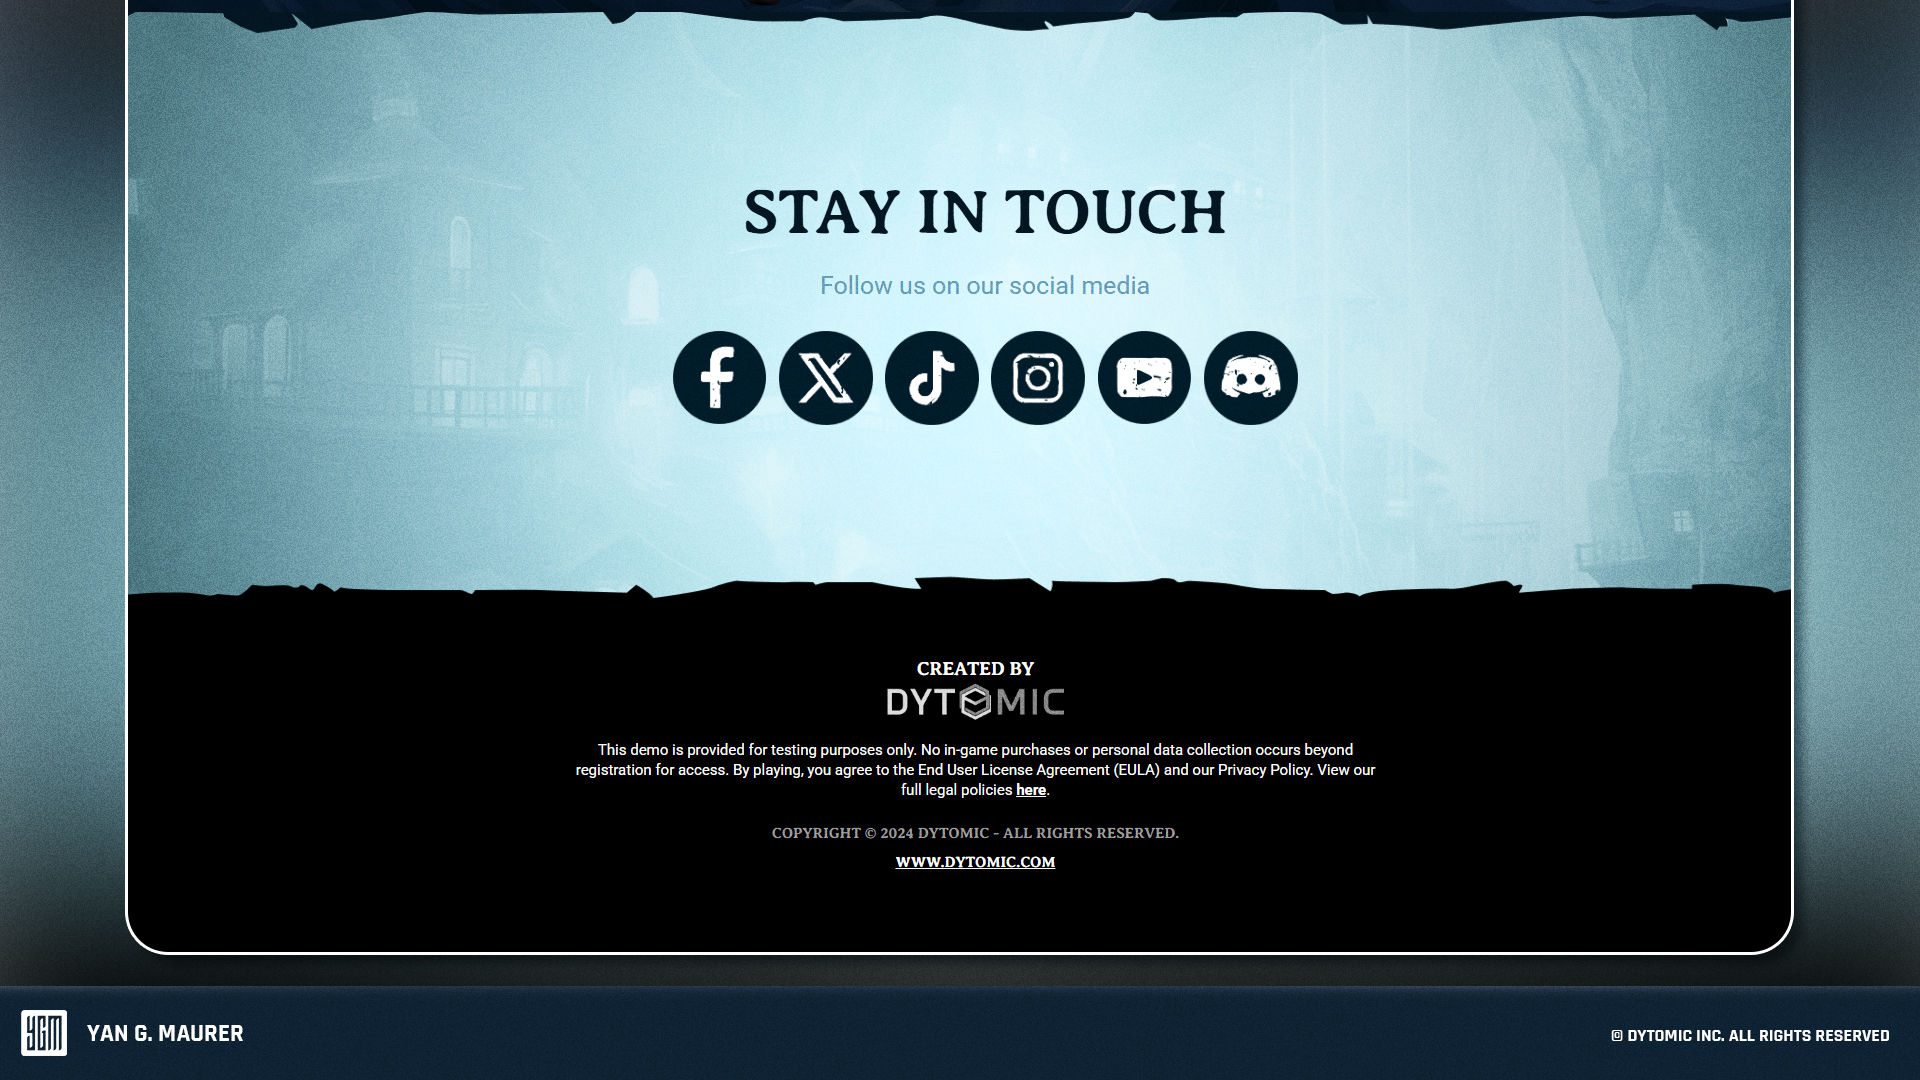 STAY IN TOUCH
Follow us on our social media
CREATED BY
DYTOMIC
This demo is provided for testing purposes only. No in-game purchases or personal data collection occurs beyond
registration for access. By playing, you agree to the End User License Agreement (EULA) and our Privacy Policy. View our
full legal policies here.
COPYRIGHT © 2024 DYTOMIC - ALL RIGHTS RESERVED.
WWW.DYTOMIC.COM
YGM
YAN G. MAURER
© DYTOMIC INC. ALL RIGHTS RESERVED